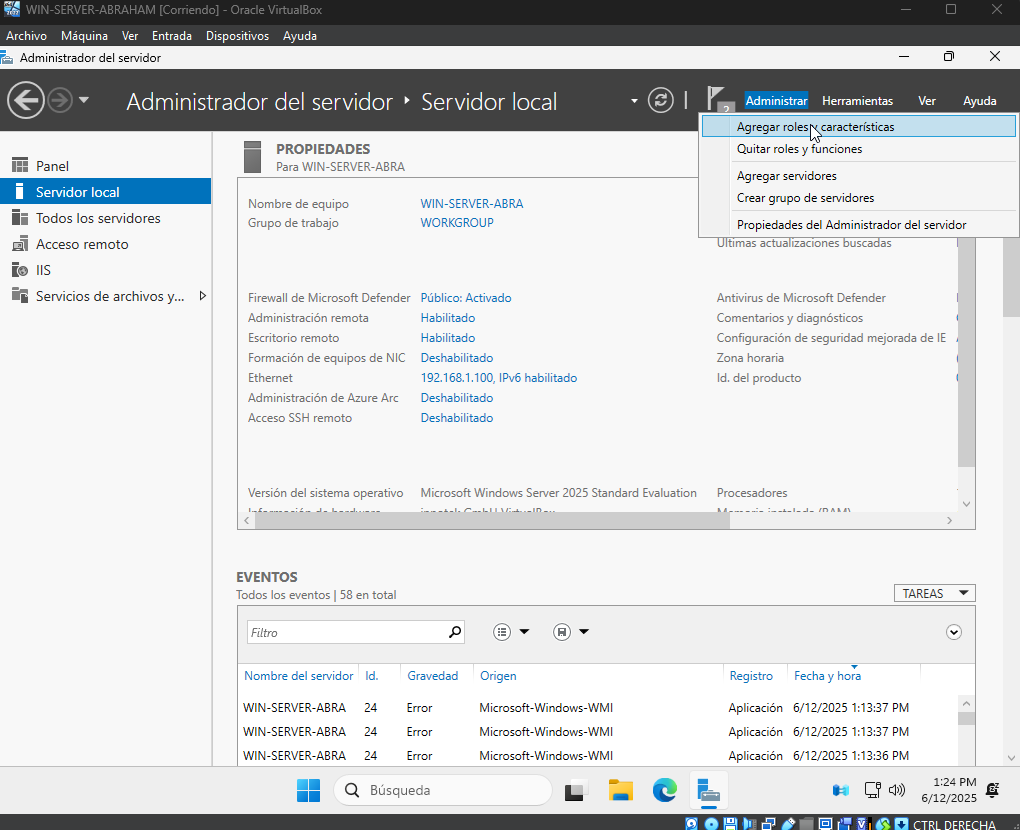 WIN-SERVER-ABRAHAM [Corriendo] - Oracle VirtualBox
Archivo Máquina Ver Entrada Dispositivos Ayuda
Administrador del servidor
Administrador del servidor Servidor local
2
Administrar Herramientas Ver Ayuda
Agregar roles y características
Quitar roles y funciones
Agregar servidores
Crear grupo de servidores
Propiedades del Administrador del servidor
Panel
Servidor local
Todos los servidores
Acceso remoto
IIS
Servicios de archivos y...
PROPIEDADES
Para WIN-SERVER-ABRA
Nombre de equipo WIN-SERVER-ABRA
Grupo de trabajo WORKGROUP
Últimas actualizaciones buscadas
Firewall de Microsoft Defender Público: Activado Antivirus de Microsoft Defender
Administración remota Habilitado Comentarios y diagnósticos
Escritorio remoto Habilitado Configuración de seguridad mejorada de IE
Formación de equipos de NIC Deshabilitado Zona horaria
Ethernet 192.168.1.100, IPv6 habilitado Id. del producto
Administración de Azure Arc Deshabilitado
Acceso SSH remoto Deshabilitado
Versión del sistema operativo Microsoft Windows Server 2025 Standard Evaluation Procesadores
Información de hardware innotek GmbH VirtualBox Memoria instalada (RAM)
EVENTOS
Todos los eventos | 58 en total
TAREAS
Filtro
Nombre del servidor Id. Gravedad Origen Registro Fecha y hora
WIN-SERVER-ABRA 24 Error Microsoft-Windows-WMI Aplicación 6/12/2025 1:13:37 PM
WIN-SERVER-ABRA 24 Error Microsoft-Windows-WMI Aplicación 6/12/2025 1:13:37 PM
WIN-SERVER-ABRA 24 Error Microsoft-Windows-WMI Aplicación 6/12/2025 1:13:36 PM
Búsqueda
1:24 PM
6/12/2025
CTRL DERECHA